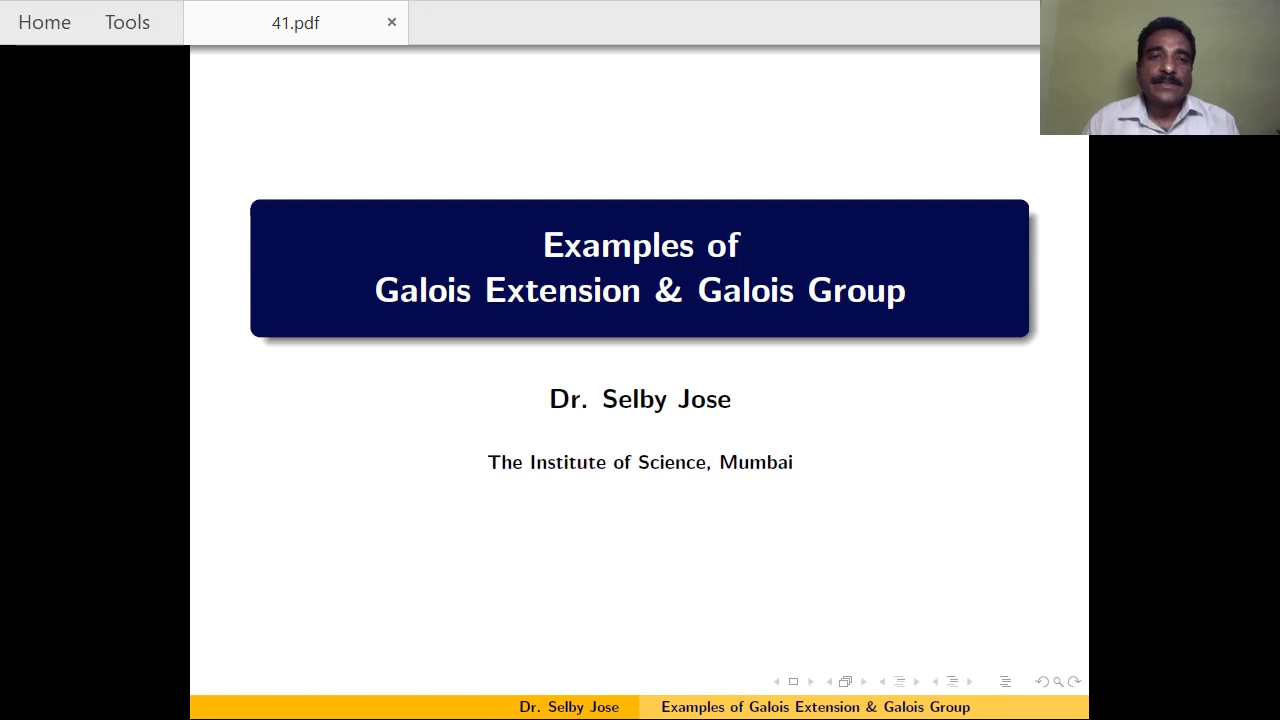 Home Tools 41.pdf ×
Examples of
Galois Extension & Galois Group
Dr. Selby Jose
The Institute of Science, Mumbai
Dr. Selby Jose Examples of Galois Extension & Galois Group